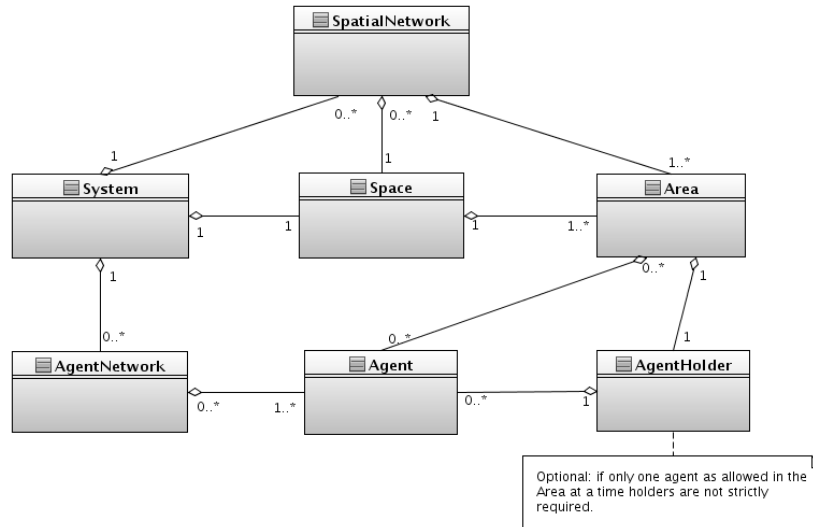 SpatialNetwork
0..*
0..*
1
1
1
1..*
System
Space
Area
1
1
1
1..*
1
0..*
1
0..*
0..*
1
AgentNetwork
Agent
AgentHolder
0..*
1..*
0..*
1
Optional: if only one agent as allowed in the
Area at a time holders are not strictly
required.